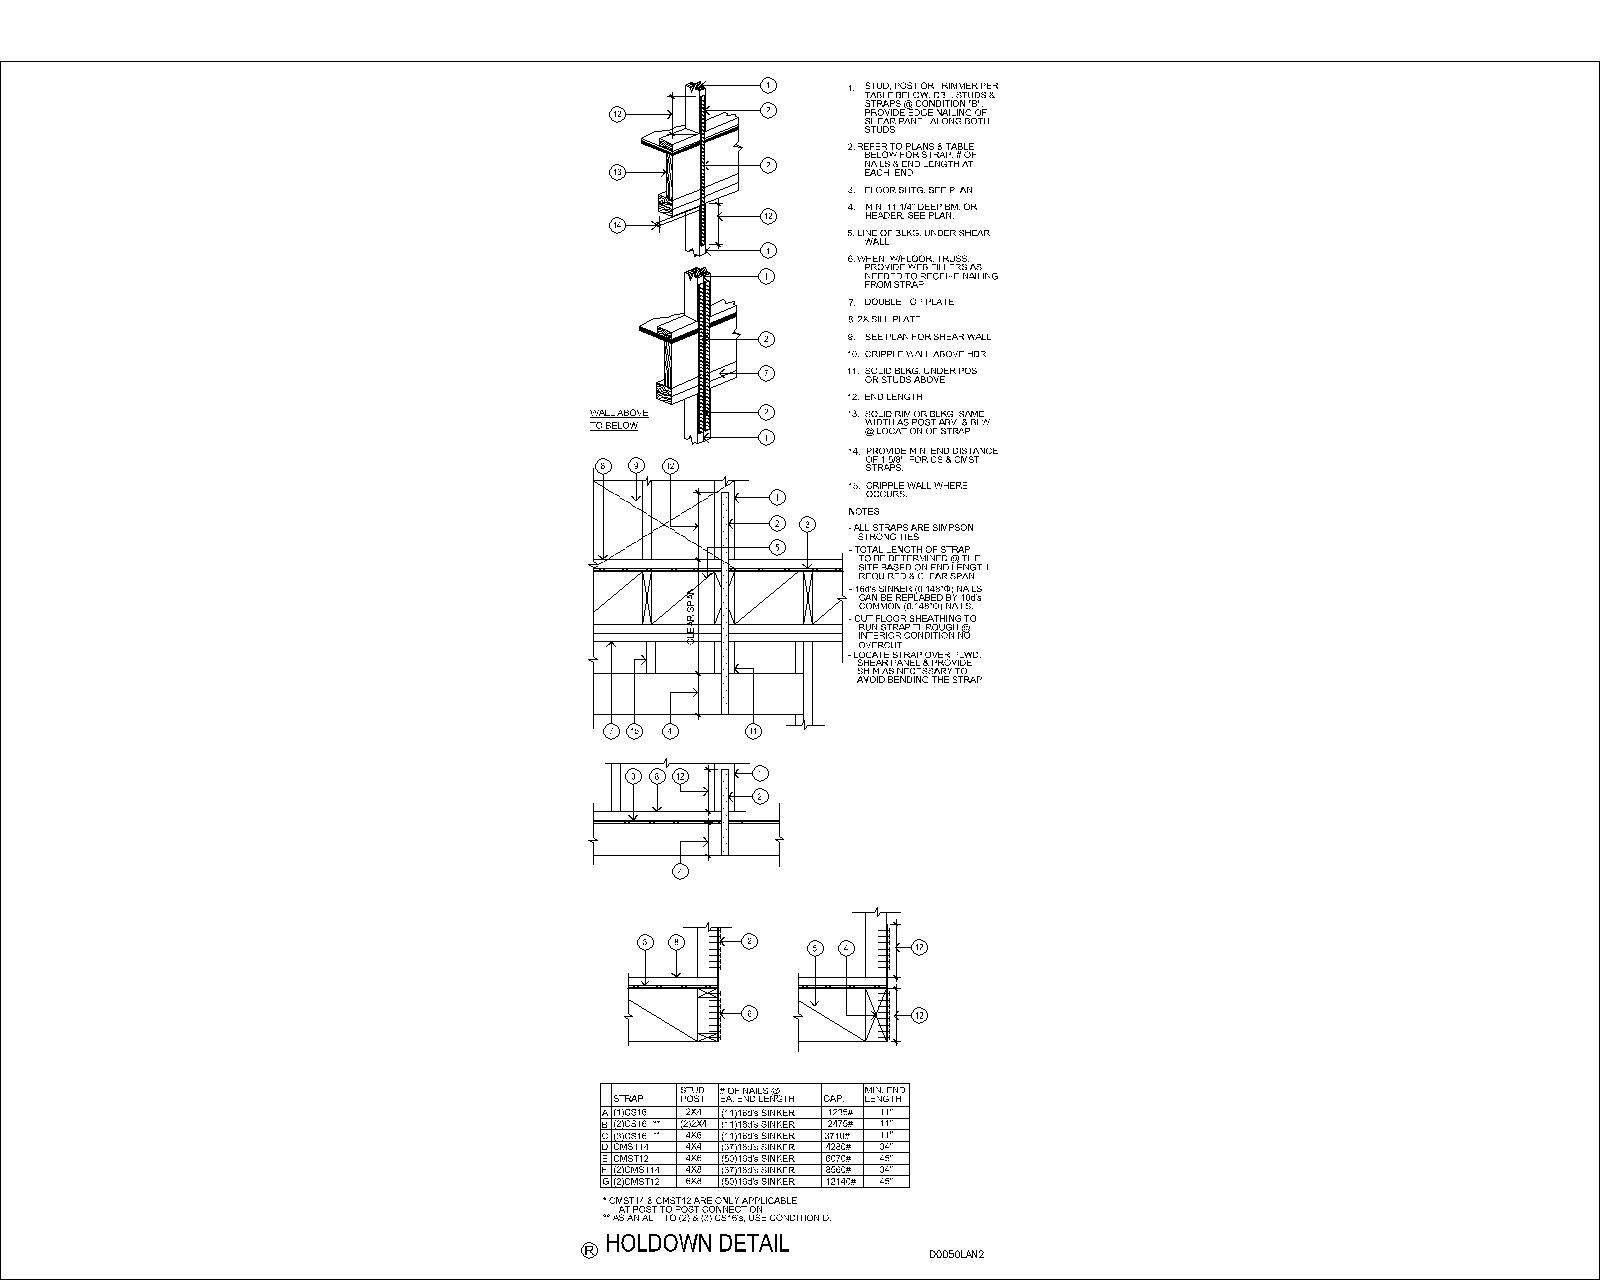 1. STUD, POST OR TRIMMER PER
TABLE BELOW. DBL. STUDS &
STRAPS @ CONDITION "B".
PROVIDE EDGE NAILING OF
SHEAR PANEL ALONG BOTH
STUDS
2. REFER TO PLANS & TABLE
BELOW FOR STRAP, # OF
NAILS & END LENGTH AT
EACH END
3. FLOOR SHTG. SEE PLAN
4. MIN. 11 1/4" DEEP BM. OR
HEADER. SEE PLAN.
5. LINE OF BLKG. UNDER SHEAR
WALL
6. WHEN W/FLOOR TRUSS,
PROVIDE WEB FILLERS AS
NEEDED TO RECEIVE NAILING
FROM STRAP
7. DOUBLE TOP PLATE
8. 2X SILL PLATE
9. SEE PLAN FOR SHEAR WALL
10. CRIPPLE WALL ABOVE HDR
11. SOLID BLKG. UNDER POS
OR STUDS ABOVE
12. END LENGTH
13. SOLID RIM OR BLKG. SAME
WIDTH AS POST ABV. & BLW
@ LOCATION OF STRAP
14. PROVIDE MIN. END DISTANCE
OF 1 5/8" FOR CS & CMST
STRAPS.
15. CRIPPLE WALL WHERE
OCCURS.
NOTES
- ALL STRAPS ARE SIMPSON
STRONG TIES
- TOTAL LENGTH OF STRAP
TO BE DETERMINED @ THE
SITE BASED ON END LENGTH
REQUIRED & CLEAR SPAN
- 16d's SINKER (0.148"Φ) NAILS
CAN BE REPLABED BY 10d's
COMMON (0.148"Φ) NAILS.
- CUT FLOOR SHEATHING TO
RUN STRAP THROUGH @
INTERIOR CONDITION NO
OVERCUT
- LOCATE STRAP OVER PLWD.
SHEAR PANEL & PROVIDE
SHIM AS NECESSARY TO
AVOID BENDING THE STRAP
1
2
12
2
13
12
14
1
1
2
7
2
1
WALL ABOVE
TO BELOW
8 9 12
1
2 3
5
CLEAR SPAN
7 15 4 11
3 8 12 1
2
4
3 8 2
6
5 4 12
12
STRAP STUD POST # OF NAILS @ EA. END LENGTH CAP. MIN. END LENGTH
A (1)CS16 2X4 (11)16d's SINKER 1235# 11"
B (2)CS16 ** (2)2X4 (11)16d's SINKER 2475# 11"
C (3)CS16 ** 4X6 (11)16d's SINKER 3710# 11"
D CMST14 4X4 (37)16d's SINKER 4280# 34"
E CMST12 4X6 (50)16d's SINKER 6070# 45"
F (2)CMST14 4X8 (37)16d's SINKER 8560# 34"
G (2)CMST12 6X8 (50)16d's SINKER 12140# 45"
* CMST14 & CMST12 ARE ONLY APPLICABLE
AT POST TO POST CONNECTION
** AS AN ALT. TO (2) & (3) CS16's, USE CONDITION D.
R HOLDOWN DETAIL
D0050LAN2